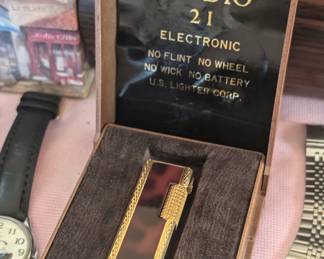 21
ELECTRONIC
NO FLINT NO WHEEL
NO WICK NO BATTERY
U.S. LIGHTER CORP.